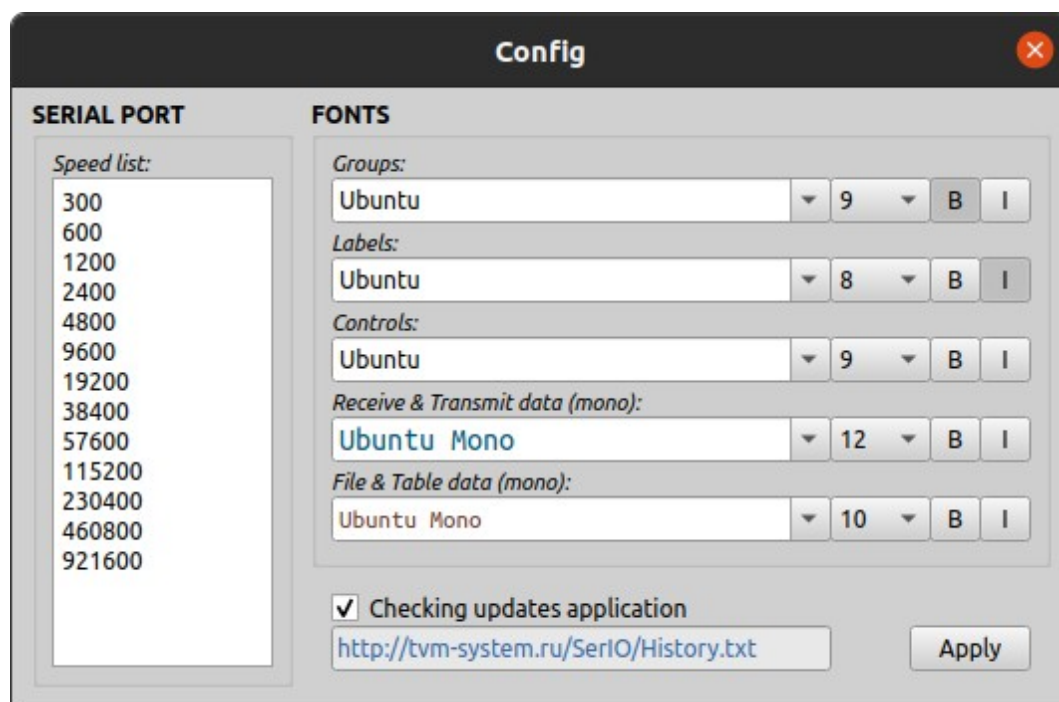 Config
SERIAL PORT
Speed list:
300
600
1200
2400
4800
9600
19200
38400
57600
115200
230400
460800
921600
FONTS
Groups:
Ubuntu 9 B I
Labels:
Ubuntu 8 B I
Controls:
Ubuntu 9 B I
Receive & Transmit data (mono):
Ubuntu Mono 12 B I
File & Table data (mono):
Ubuntu Mono 10 B I
Checking updates application
http://tvm-system.ru/SerIO/History.txt
Apply